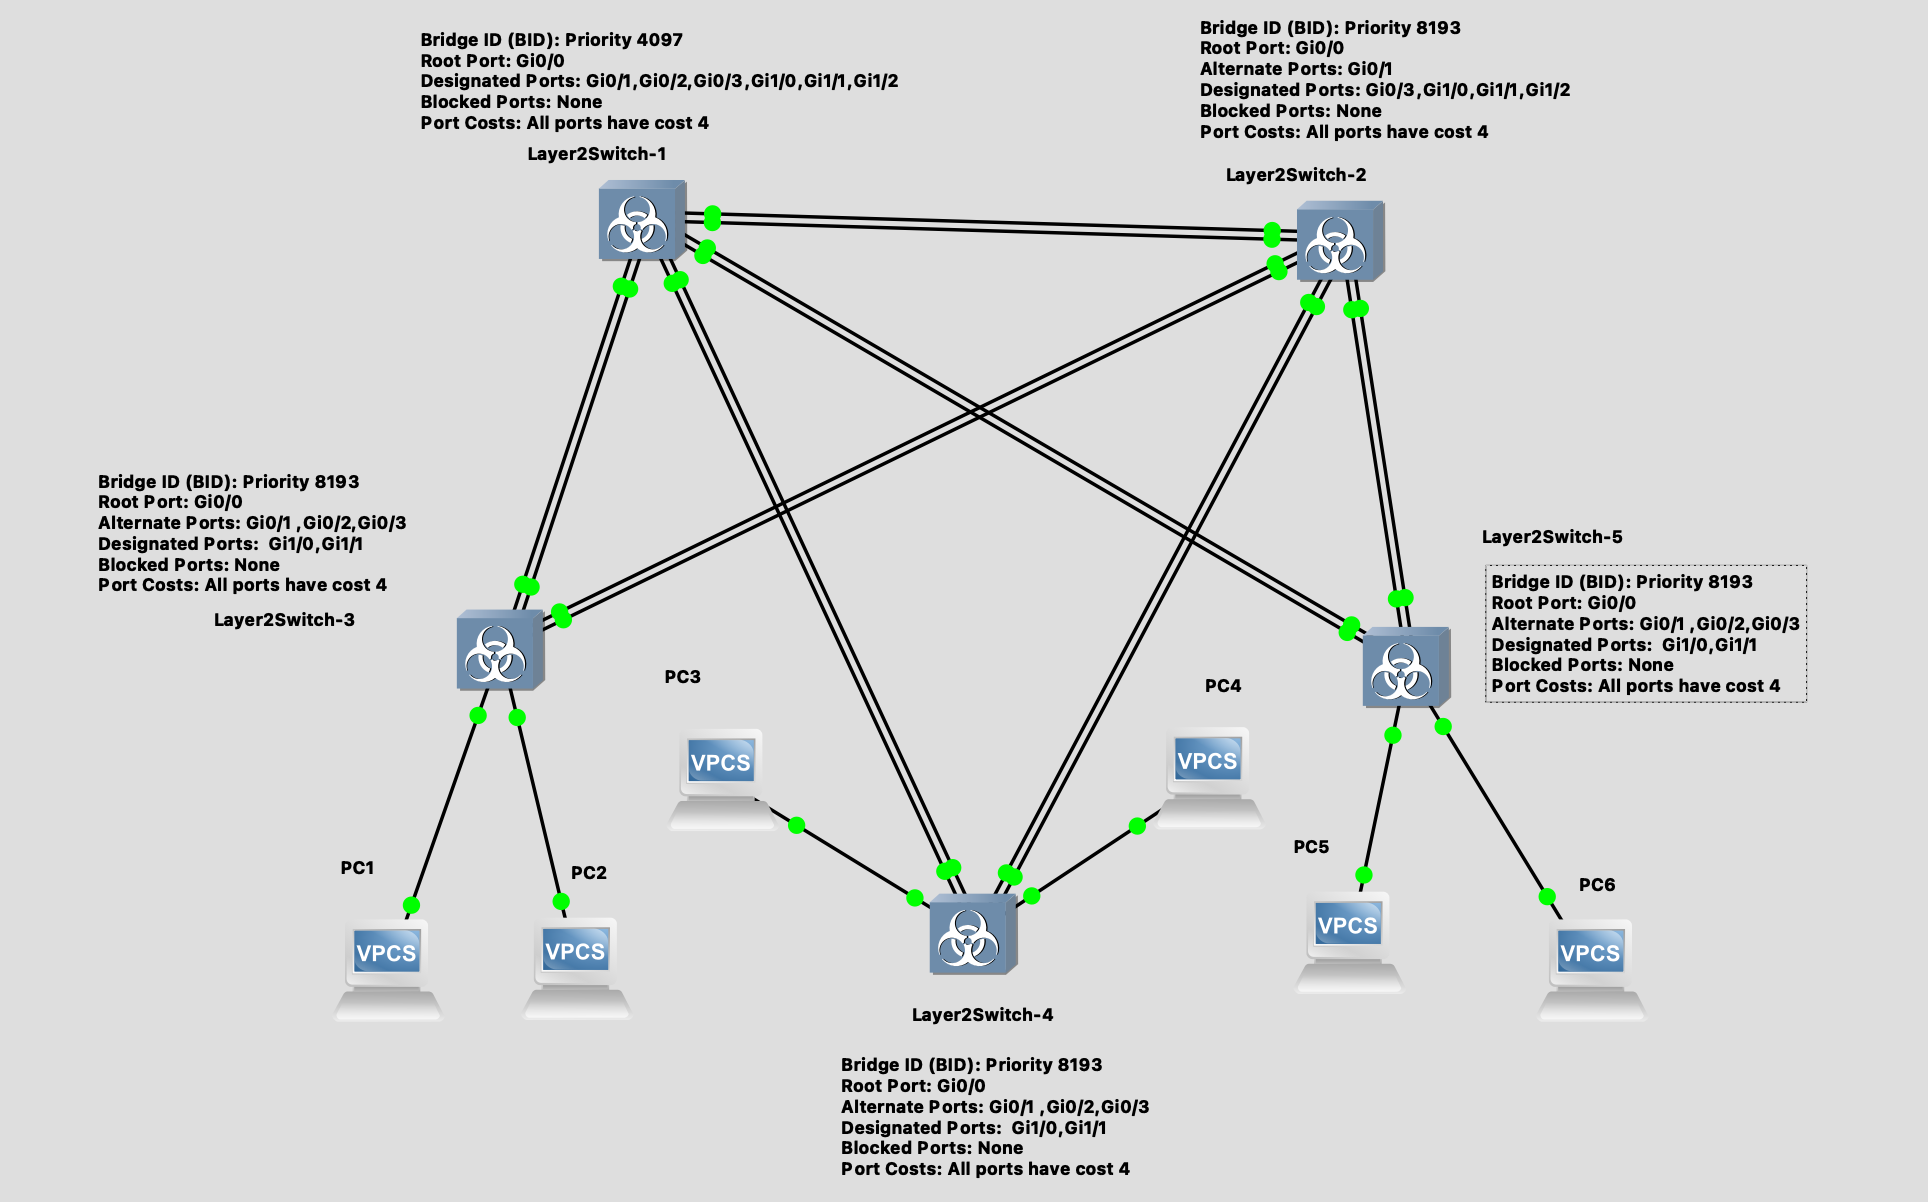 Bridge ID (BID): Priority 4097
Root Port: Gi0/0
Designated Ports: Gi0/1,Gi0/2,Gi0/3,Gi1/0,Gi1/1,Gi1/2
Blocked Ports: None
Port Costs: All ports have cost 4
Layer2Switch-1
Bridge ID (BID): Priority 8193
Root Port: Gi0/0
Alternate Ports: Gi0/1
Designated Ports: Gi0/3,Gi1/0,Gi1/1,Gi1/2
Blocked Ports: None
Port Costs: All ports have cost 4
Layer2Switch-2
Bridge ID (BID): Priority 8193
Root Port: Gi0/0
Alternate Ports: Gi0/1 ,Gi0/2,Gi0/3
Designated Ports:  Gi1/0,Gi1/1
Blocked Ports: None
Port Costs: All ports have cost 4
Layer2Switch-3
Layer2Switch-5
Bridge ID (BID): Priority 8193
Root Port: Gi0/0
Alternate Ports: Gi0/1 ,Gi0/2,Gi0/3
Designated Ports:  Gi1/0,Gi1/1
Blocked Ports: None
Port Costs: All ports have cost 4
PC3
VPCS
PC4
VPCS
PC1
VPCS
PC2
VPCS
PC5
VPCS
PC6
VPCS
Layer2Switch-4
Bridge ID (BID): Priority 8193
Root Port: Gi0/0
Alternate Ports: Gi0/1 ,Gi0/2,Gi0/3
Designated Ports:  Gi1/0,Gi1/1
Blocked Ports: None
Port Costs: All ports have cost 4